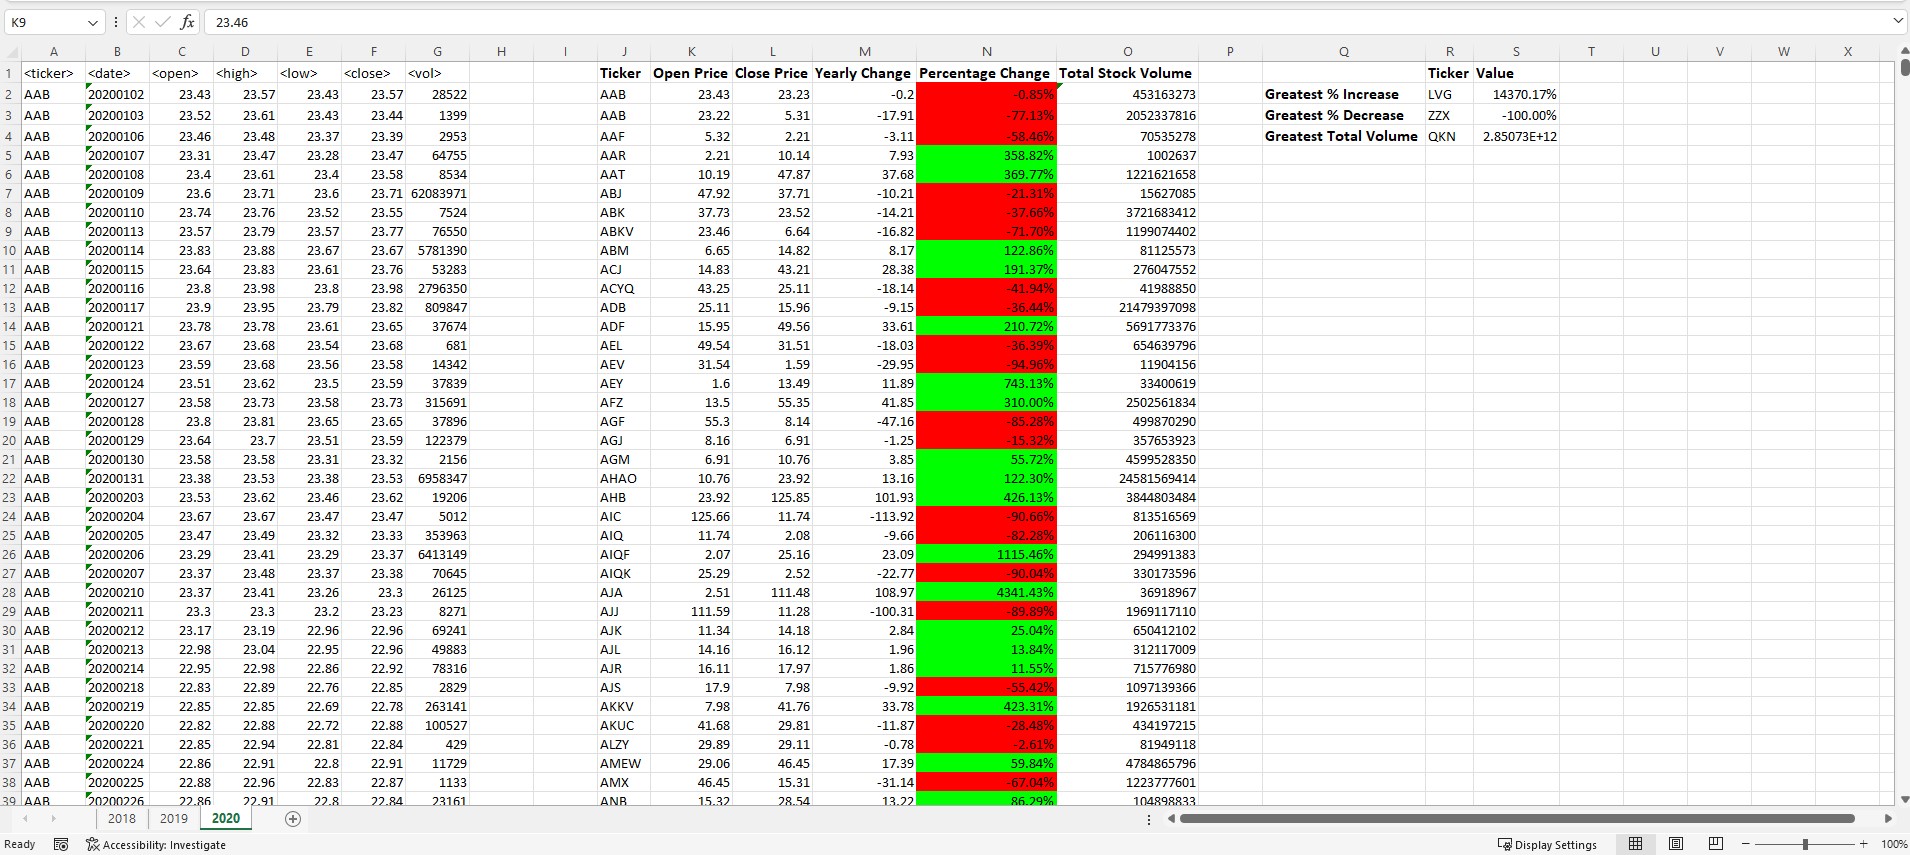 K9 fx 23.46
A B C D E F G H I J K L M N O P Q R S T U V W X
1 <ticker> <date> <open> <high> <low> <close> <vol> Ticker Open Price Close Price Yearly Change Percentage Change Total Stock Volume Ticker Value
2 AAB 20200102 23.43 23.57 23.43 23.57 28522 AAB 23.43 23.23 -0.2 -0.85% 453163273 Greatest % Increase LVG 14370.17%
3 AAB 20200103 23.52 23.61 23.43 23.44 1399 AAB 23.22 5.31 -17.91 -77.13% 2052337816 Greatest % Decrease ZZX -100.00%
4 AAB 20200106 23.46 23.48 23.37 23.39 2953 AAF 5.32 2.21 -3.11 -58.46% 70535278 Greatest Total Volume QKN 2.85073E+12
5 AAB 20200107 23.31 23.47 23.28 23.47 64755 AAR 2.21 10.14 7.93 358.82% 1002637
6 AAB 20200108 23.4 23.61 23.4 23.58 8534 AAT 10.19 47.87 37.68 369.77% 1221621658
7 AAB 20200109 23.6 23.71 23.6 23.71 62083971 ABJ 47.92 37.71 -10.21 -21.31% 15627085
8 AAB 20200110 23.74 23.76 23.52 23.55 7524 ABK 37.73 23.52 -14.21 -37.66% 3721683412
9 AAB 20200113 23.57 23.79 23.57 23.77 76550 ABKV 23.46 6.64 -16.82 -71.70% 1199074402
10 AAB 20200114 23.83 23.88 23.67 23.67 5781390 ABM 6.65 14.82 8.17 122.86% 81125573
11 AAB 20200115 23.64 23.83 23.61 23.76 53283 ACJ 14.83 43.21 28.38 191.37% 276047552
12 AAB 20200116 23.8 23.98 23.8 23.98 2796350 ACYQ 43.25 25.11 -18.14 -41.94% 41988850
13 AAB 20200117 23.9 23.95 23.79 23.82 809847 ADB 25.11 15.96 -9.15 -36.44% 21479397098
14 AAB 20200121 23.78 23.78 23.61 23.65 37674 ADF 15.95 49.56 33.61 210.72% 5691773376
15 AAB 20200122 23.67 23.68 23.54 23.68 681 AEL 49.54 31.51 -18.03 -36.39% 654639796
16 AAB 20200123 23.59 23.68 23.56 23.58 14342 AEV 31.54 1.59 -29.95 -94.96% 11904156
17 AAB 20200124 23.51 23.62 23.5 23.59 37839 AEY 1.6 13.49 11.89 743.13% 33400619
18 AAB 20200127 23.58 23.73 23.58 23.73 315691 AFZ 13.5 55.35 41.85 310.00% 2502561834
19 AAB 20200128 23.8 23.81 23.65 23.65 37896 AGF 55.3 8.14 -47.16 -85.28% 499870290
20 AAB 20200129 23.64 23.7 23.51 23.59 122379 AGJ 8.16 6.91 -1.25 -15.32% 357653923
21 AAB 20200130 23.58 23.58 23.31 23.32 2156 AGM 6.91 10.76 3.85 55.72% 4599528350
22 AAB 20200131 23.38 23.53 23.38 23.53 6958347 AHAO 10.76 23.92 13.16 122.30% 24581569414
23 AAB 20200203 23.53 23.62 23.46 23.62 19206 AHB 23.92 125.85 101.93 426.13% 3844803484
24 AAB 20200204 23.67 23.67 23.47 23.47 5012 AIC 125.66 11.74 -113.92 -90.66% 813516569
25 AAB 20200205 23.47 23.49 23.32 23.33 353963 AIQ 11.74 2.08 -9.66 -82.28% 206116300
26 AAB 20200206 23.29 23.41 23.29 23.37 6413149 AIQF 2.07 25.16 23.09 1115.46% 294991383
27 AAB 20200207 23.37 23.48 23.37 23.38 70645 AIQK 25.29 2.52 -22.77 -90.04% 330173596
28 AAB 20200210 23.37 23.41 23.26 23.3 26125 AJA 2.51 111.48 108.97 4341.43% 36918967
29 AAB 20200211 23.3 23.3 23.2 23.23 8271 AJJ 111.59 11.28 -100.31 -89.89% 1969117110
30 AAB 20200212 23.17 23.19 22.96 22.96 69241 AJK 11.34 14.18 2.84 25.04% 650412102
31 AAB 20200213 22.98 23.04 22.95 22.96 49883 AJL 14.16 16.12 1.96 13.84% 312117009
32 AAB 20200214 22.95 22.98 22.86 22.92 78316 AJR 16.11 17.97 1.86 11.55% 715776980
33 AAB 20200218 22.83 22.89 22.76 22.85 2829 AJS 17.9 7.98 -9.92 -55.42% 1097139366
34 AAB 20200219 22.85 22.85 22.69 22.78 263141 AKKV 7.98 41.76 33.78 423.31% 1926531181
35 AAB 20200220 22.82 22.88 22.72 22.88 100527 AKUC 41.68 29.81 -11.87 -28.48% 434197215
36 AAB 20200221 22.85 22.94 22.81 22.84 429 ALZY 29.89 29.11 -0.78 -2.61% 81949118
37 AAB 20200224 22.86 22.91 22.8 22.91 11729 AMEW 29.06 46.45 17.39 59.84% 4784865796
38 AAB 20200225 22.88 22.96 22.83 22.87 1133 AMX 46.45 15.31 -31.14 -67.04% 1223777601
39 AAB 20200226 22.86 22.91 22.8 22.84 23161 ANB 15.32 28.54 13.22 86.29% 104898833
2018 2019 2020
Ready Accessibility: Investigate Display Settings 100%